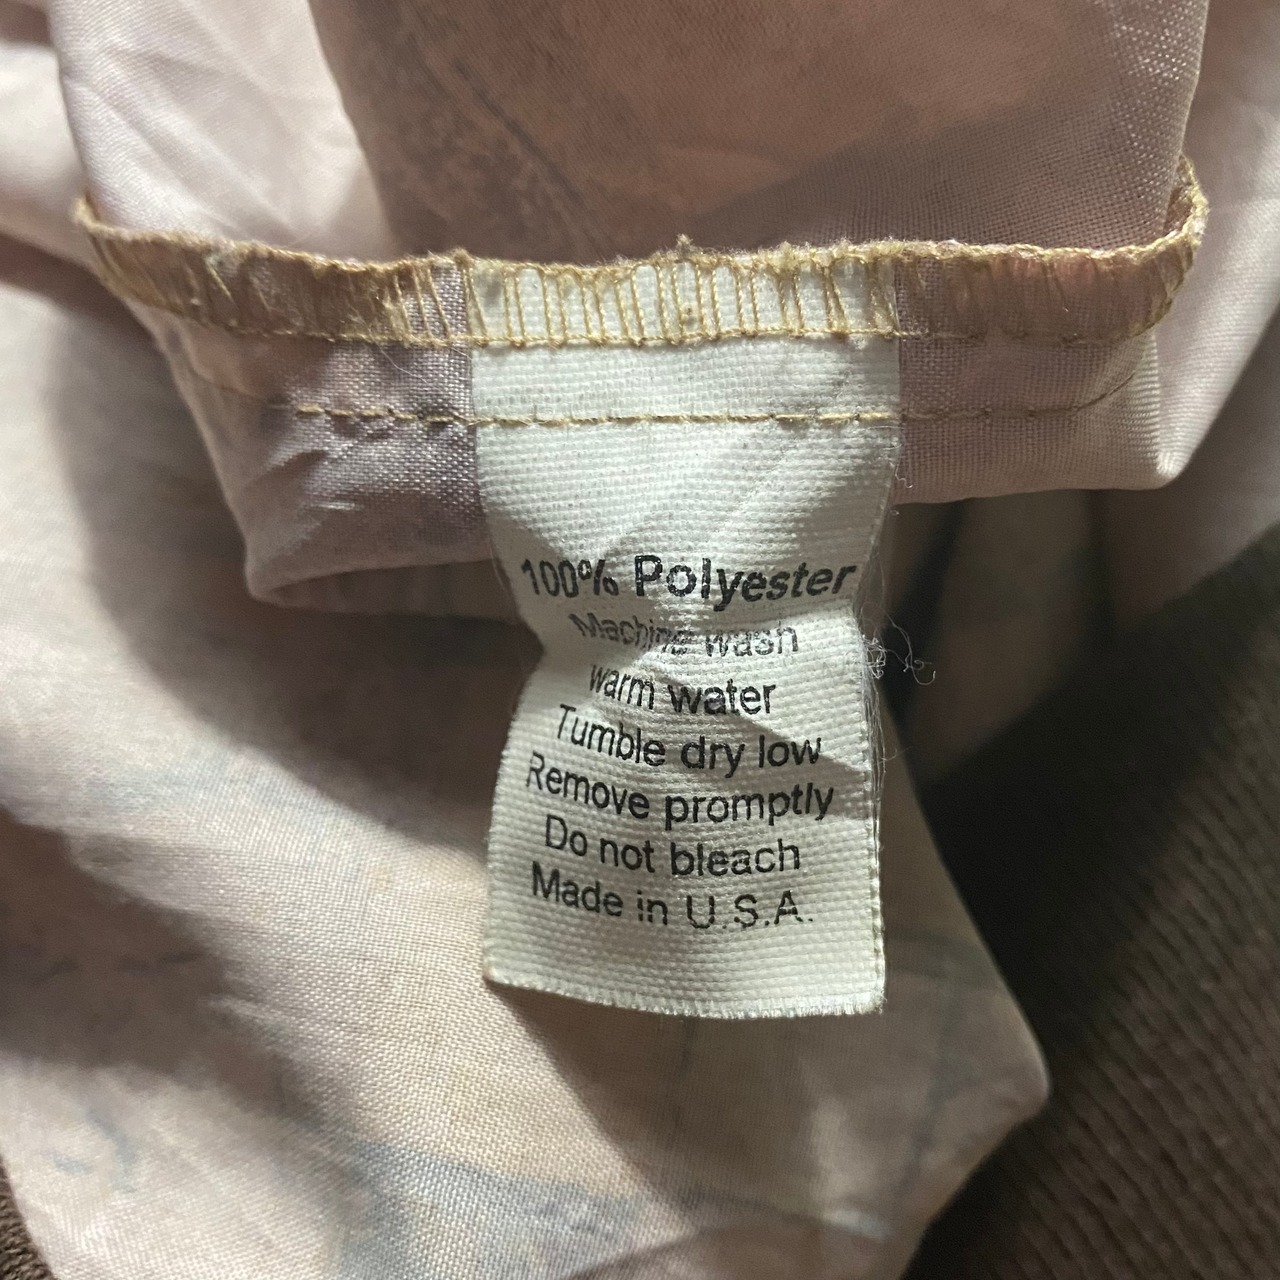 100% Polyester
Machine wash
warm water
Tumble dry low
Remove promptly
Do not bleach
Made in U.S.A.